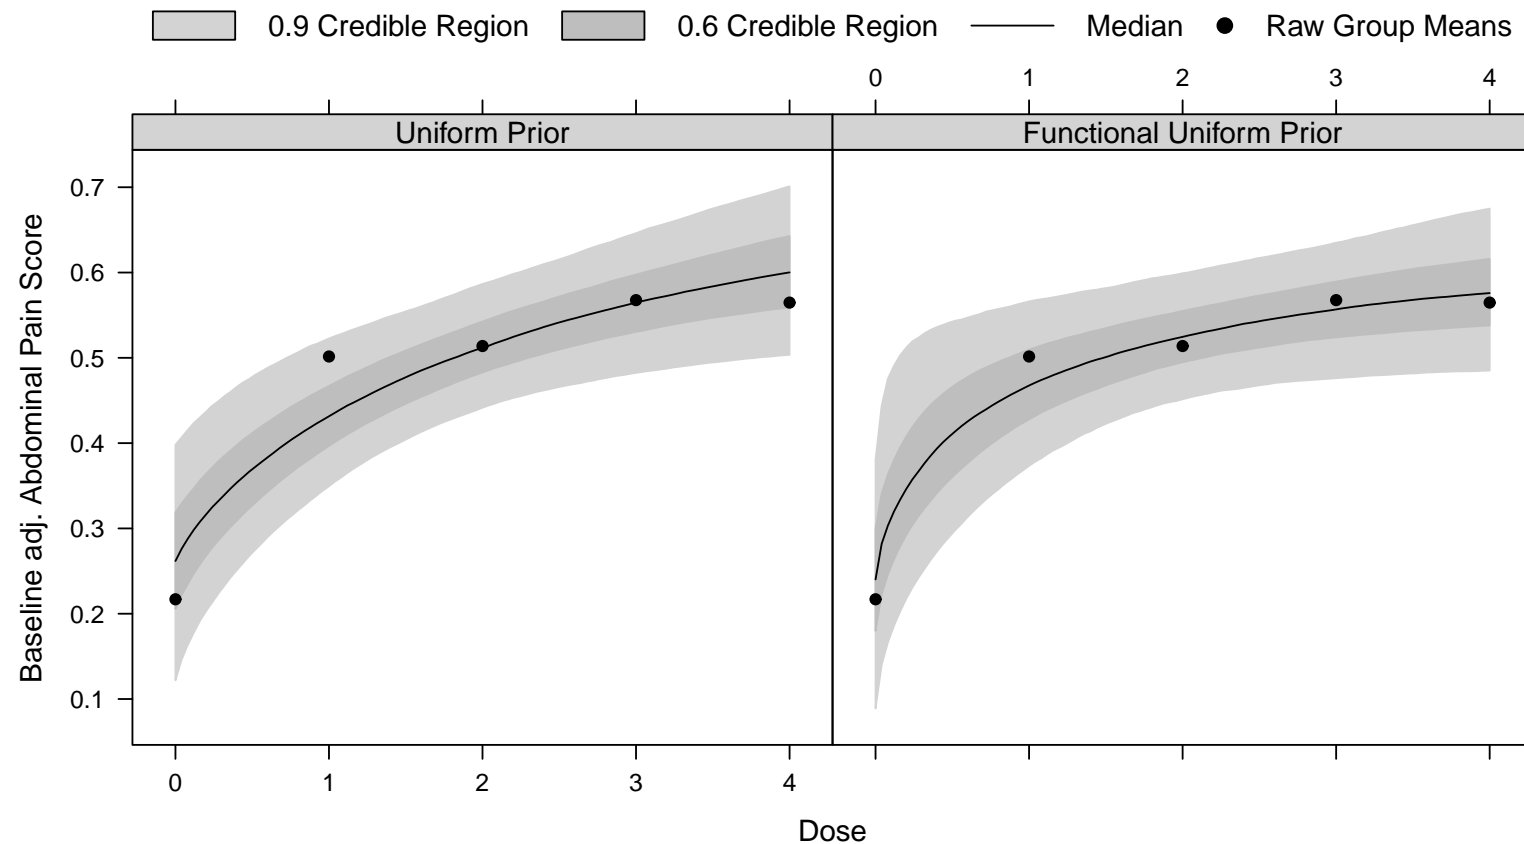 0.9 Credible Region 0.6 Credible Region Median Raw Group Means
0 1 2 3 4
Uniform Prior Functional Uniform Prior
Baseline adj. Abdominal Pain Score
0.7
0.6
0.5
0.4
0.3
0.2
0.1
0 1 2 3 4
Dose